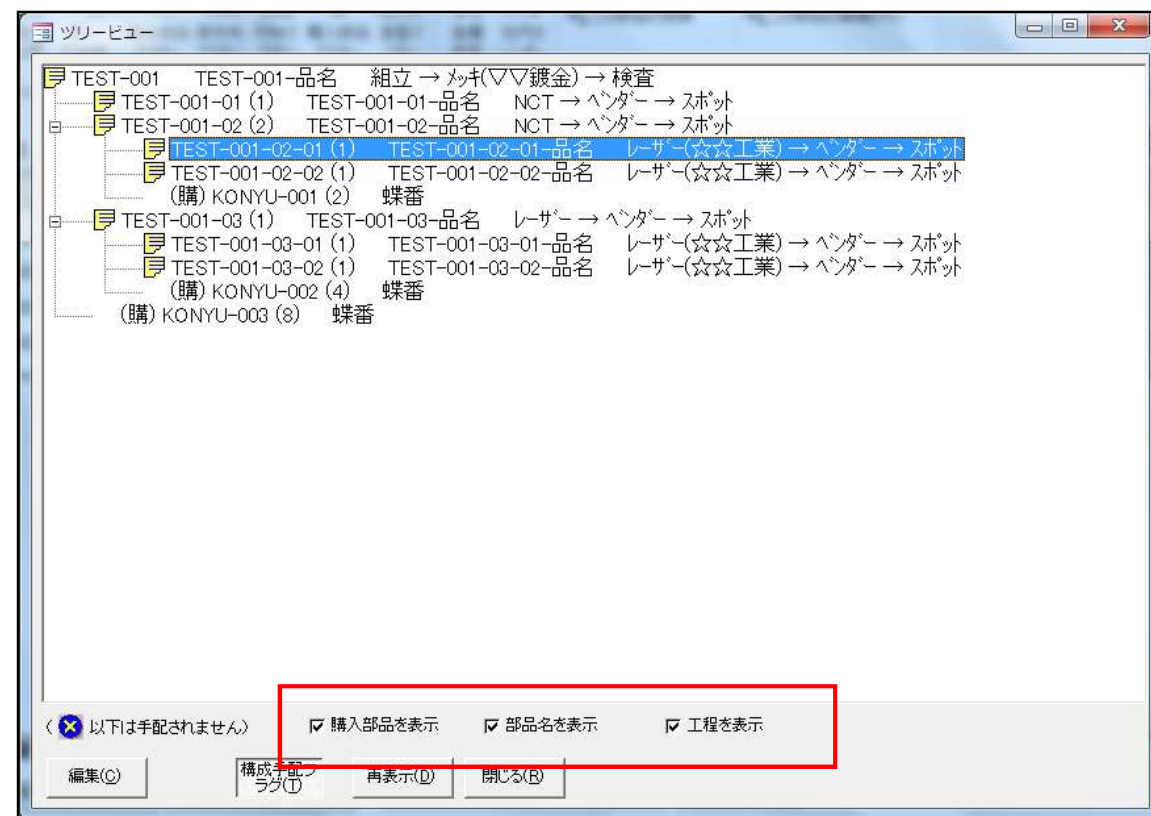 ツリービュー
TEST-001 TEST-001-品名 組立 → メッキ(▽▽鍍金) → 検査
TEST-001-01 (1) TEST-001-01-品名 NCT → ベンダー → スポット
TEST-001-02 (2) TEST-001-02-品名 NCT → ベンダー → スポット
TEST-001-02-01 (1) TEST-001-02-01-品名 レーザー(☆☆工業) → ベンダー → スポット
TEST-001-02-02 (1) TEST-001-02-02-品名 レーザー(☆☆工業) → ベンダー → スポット
(購) KONYU-001 (2) 蝶番
TEST-001-03 (1) TEST-001-03-品名 レーザー → ベンダー → スポット
TEST-001-03-01 (1) TEST-001-03-01-品名 レーザー(☆☆工業) → ベンダー → スポット
TEST-001-03-02 (1) TEST-001-03-02-品名 レーザー(☆☆工業) → ベンダー → スポット
(購) KONYU-002 (4) 蝶番
(購) KONYU-003 (8) 蝶番
( 以下は手配されません) 購入部品を表示 部品名を表示 工程を表示
編集(C) 構成手配フラグ(T) 再表示(D) 閉じる(R)